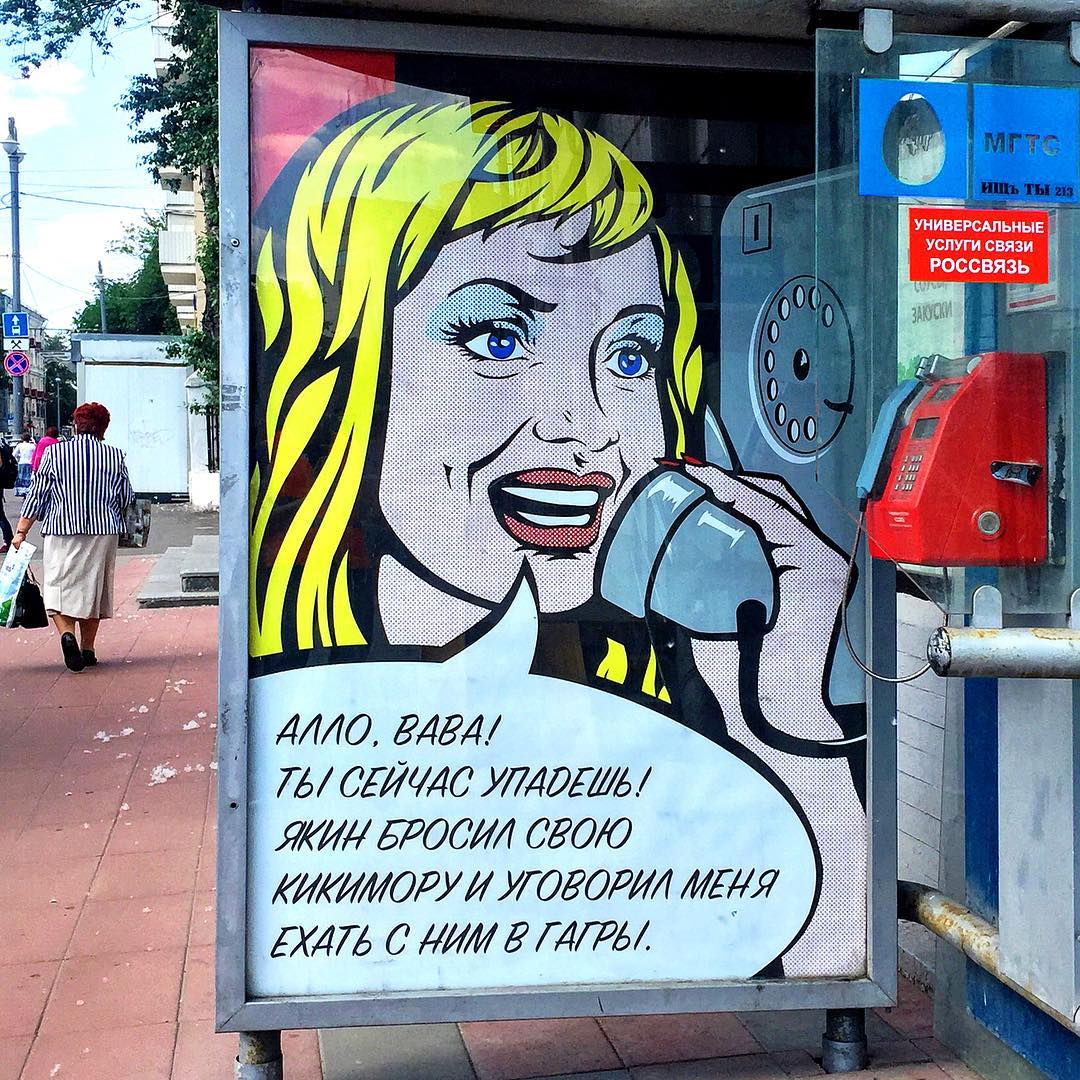 АЛЛО, ВАВА!
ТЫ СЕЙЧАС УПАДЕШЬ!
ЯКИН БРОСИЛ СВОЮ
КИКИМОРУ И УГОВОРИЛ МЕНЯ
ЕХАТЬ С НИМ В ГАГРЫ.
МГТС
ИШЬ ТЫ 213
УНИВЕРСАЛЬНЫЕ
УСЛУГИ СВЯЗИ
РОССВЯЗЬ
ЗАКУСКИ